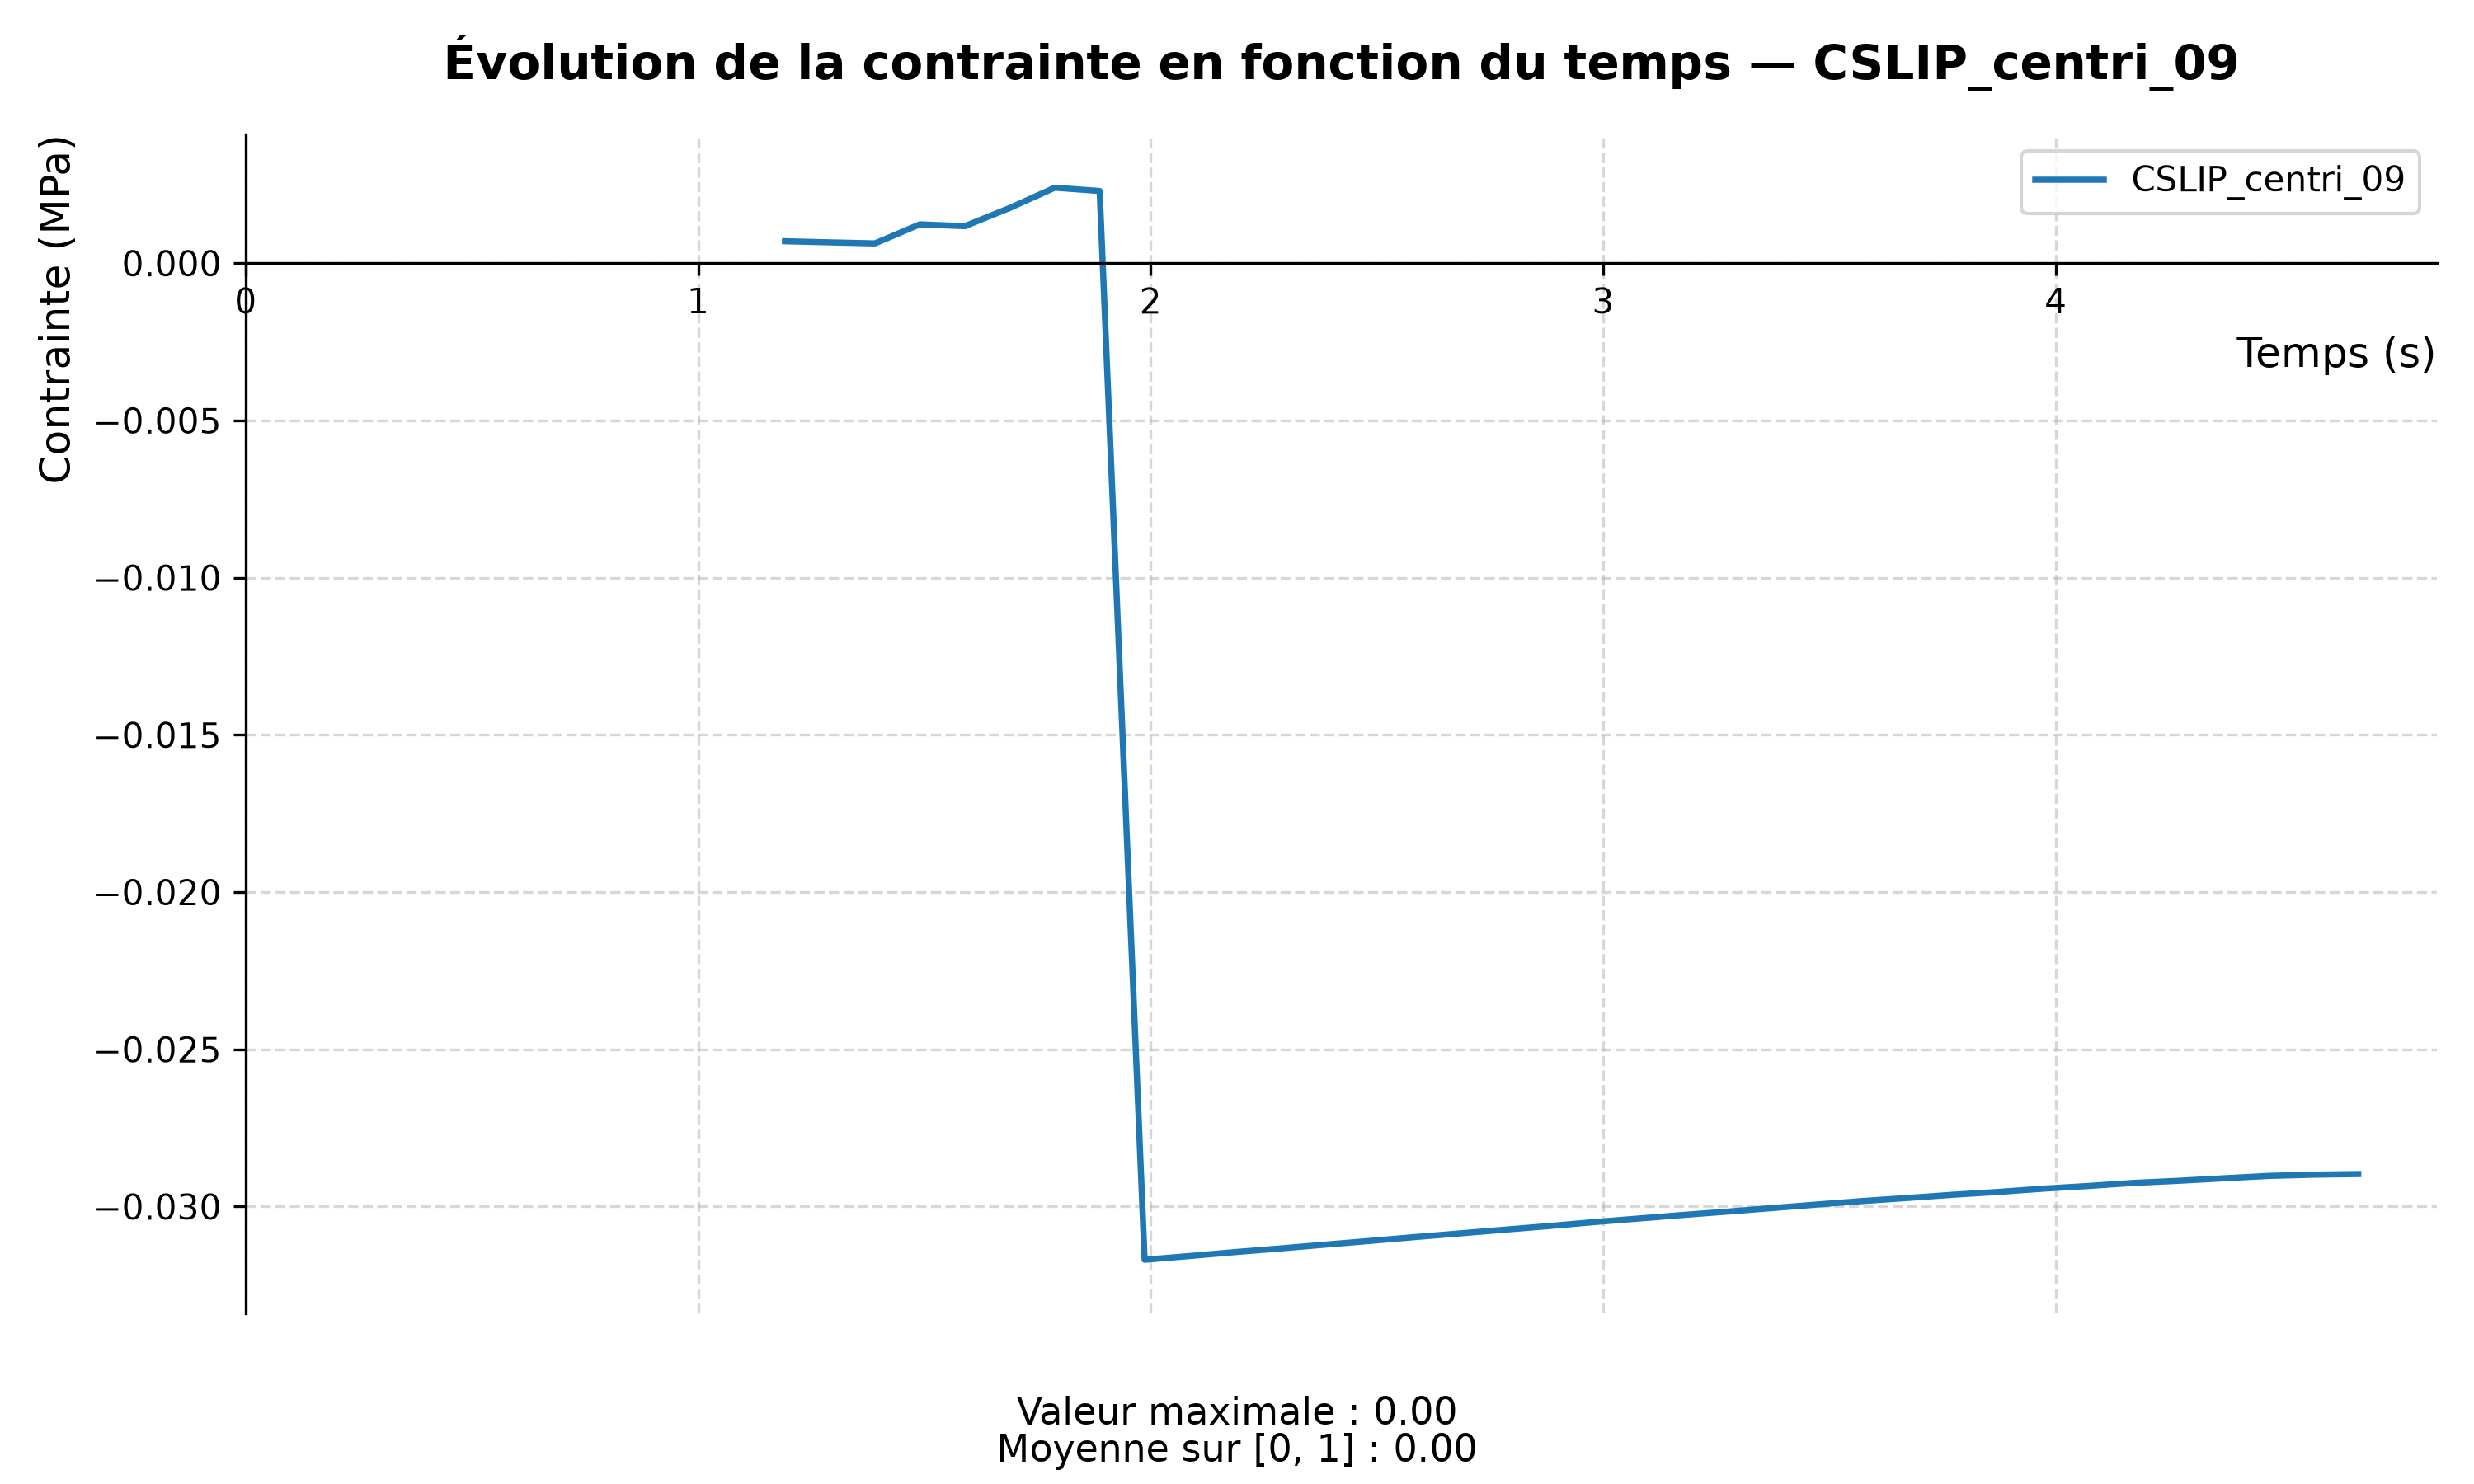 Évolution de la contrainte en fonction du temps — CSLIP_centri_09
Contrainte (MPa)
CSLIP_centri_09
0.000
0 1 2 3 4
Temps (s)
−0.005
−0.010
−0.015
−0.020
−0.025
−0.030
Valeur maximale : 0.00
Moyenne sur [0, 1] : 0.00